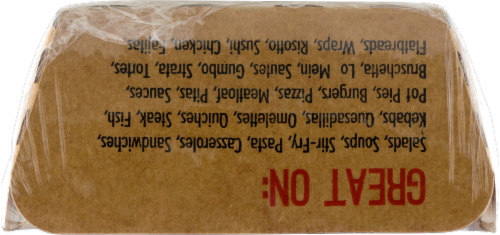 GREAT ON:
Salads, Soups, Stir-Fry, Pasta, Casseroles, Sandwiches,
Kebabs, Quesadillas, Omelettes, Quiches, Steak, Fish,
Pot Pies, Burgers, Pizzas, Meatloaf, Pitas, Sauces,
Bruschetta, Lo Mein, Sautes, Gumbo, Strata, Tortes,
Flatbreads, Wraps, Risotto, Sushi, Chicken, Fajitas